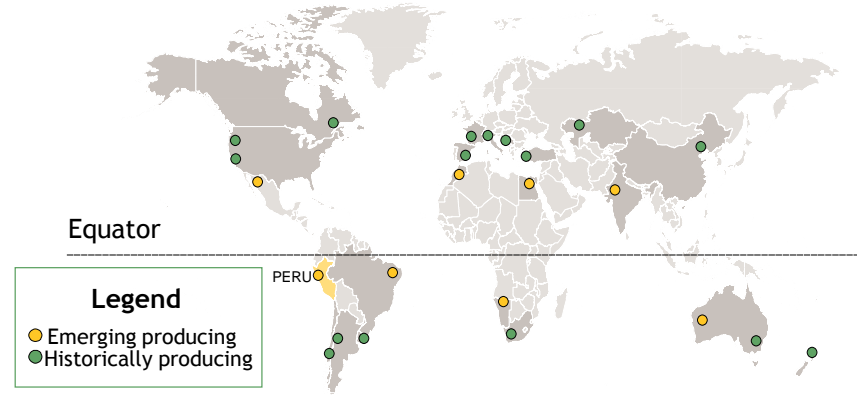 Equator
PERU
Legend
Emerging producing
Historically producing